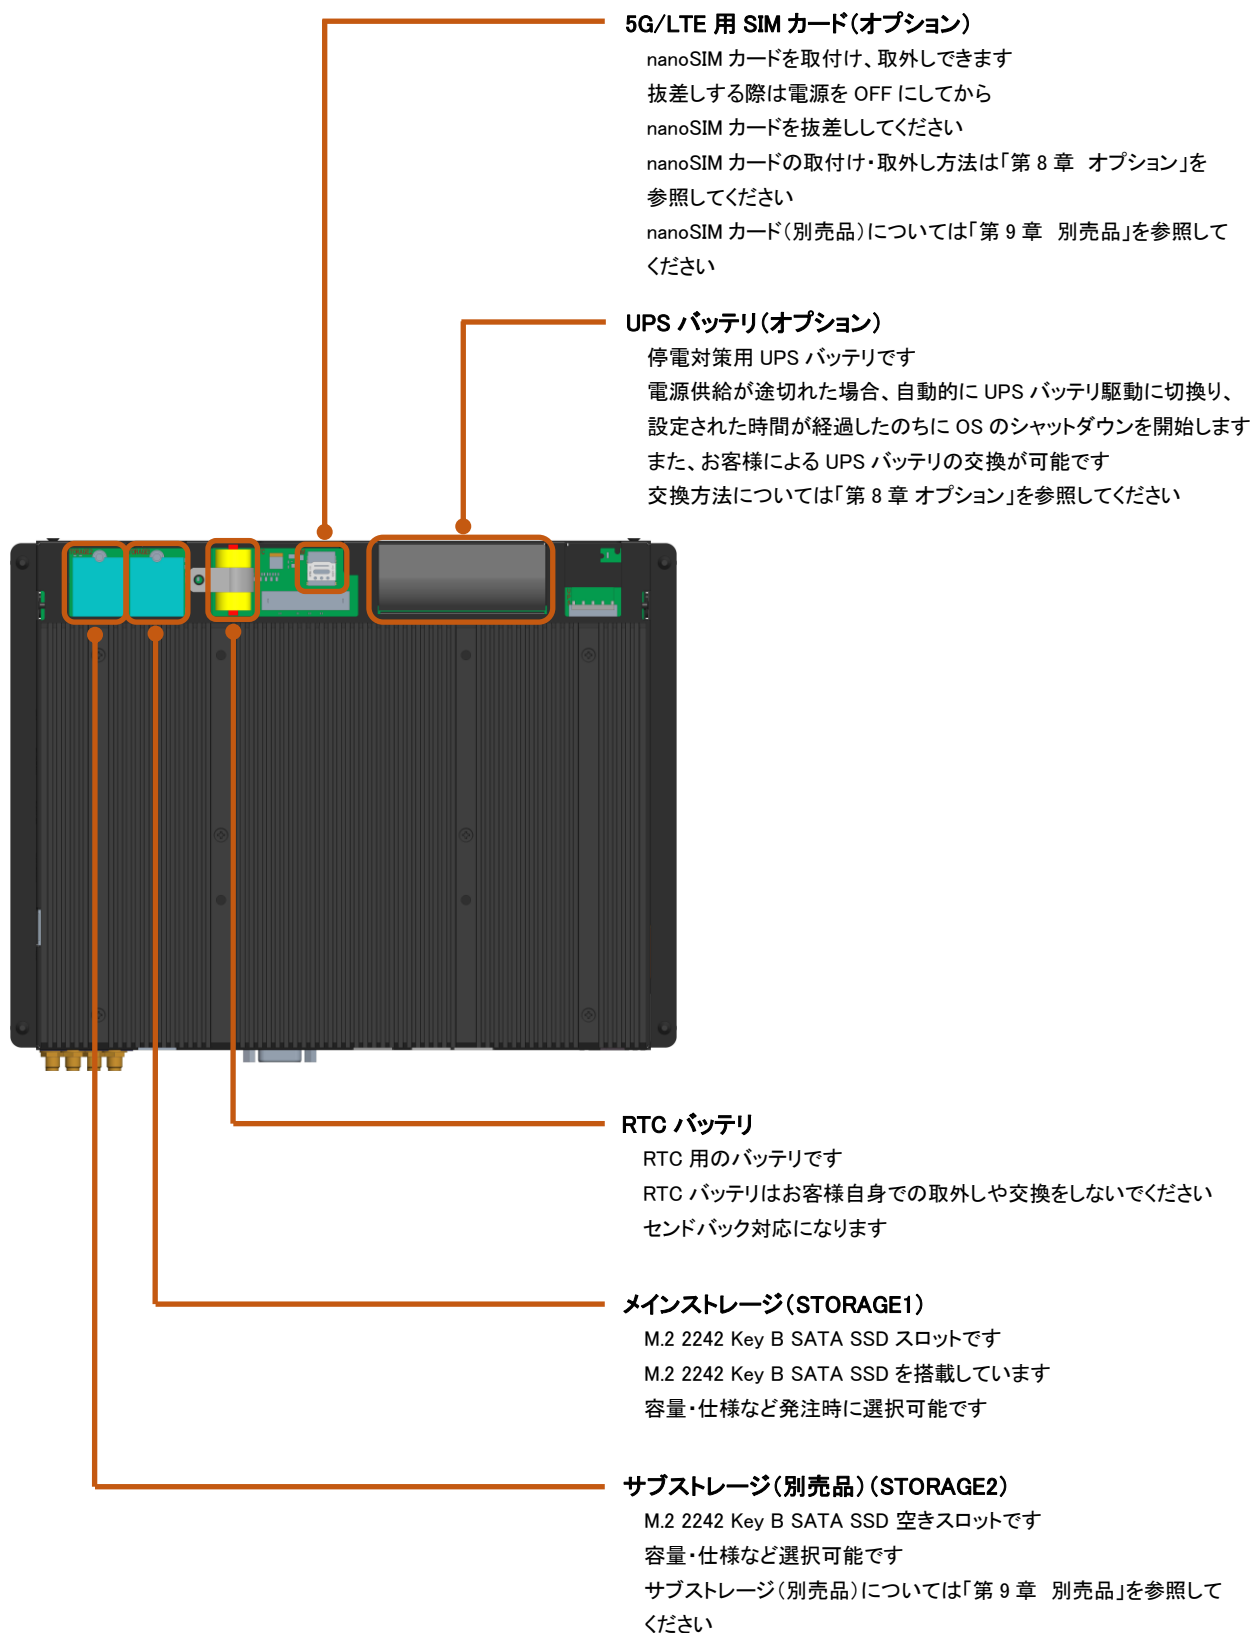 5G/LTE 用 SIM カード（オプション）
nanoSIM カードを取付け、取外しできます
抜差しする際は電源を OFF にしてから
nanoSIM カードを抜差ししてください
nanoSIM カードの取付け・取外し方法は「第 8 章　オプション」を
参照してください
nanoSIM カード（別売品）については「第 9 章　別売品」を参照して
ください
UPS バッテリ（オプション）
停電対策用 UPS バッテリです
電源供給が途切れた場合、自動的に UPS バッテリ駆動に切換り、
設定された時間が経過したのちに OS のシャットダウンを開始します
また、お客様による UPS バッテリの交換が可能です
交換方法については「第 8 章 オプション」を参照してください
RTC バッテリ
RTC 用のバッテリです
RTC バッテリはお客様自身での取外しや交換をしないでください
センドバック対応になります
メインストレージ（STORAGE1）
M.2 2242 Key B SATA SSD スロットです
M.2 2242 Key B SATA SSD を搭載しています
容量・仕様など発注時に選択可能です
サブストレージ（別売品）（STORAGE2）
M.2 2242 Key B SATA SSD 空きスロットです
容量・仕様など選択可能です
サブストレージ（別売品）については「第 9 章　別売品」を参照して
ください